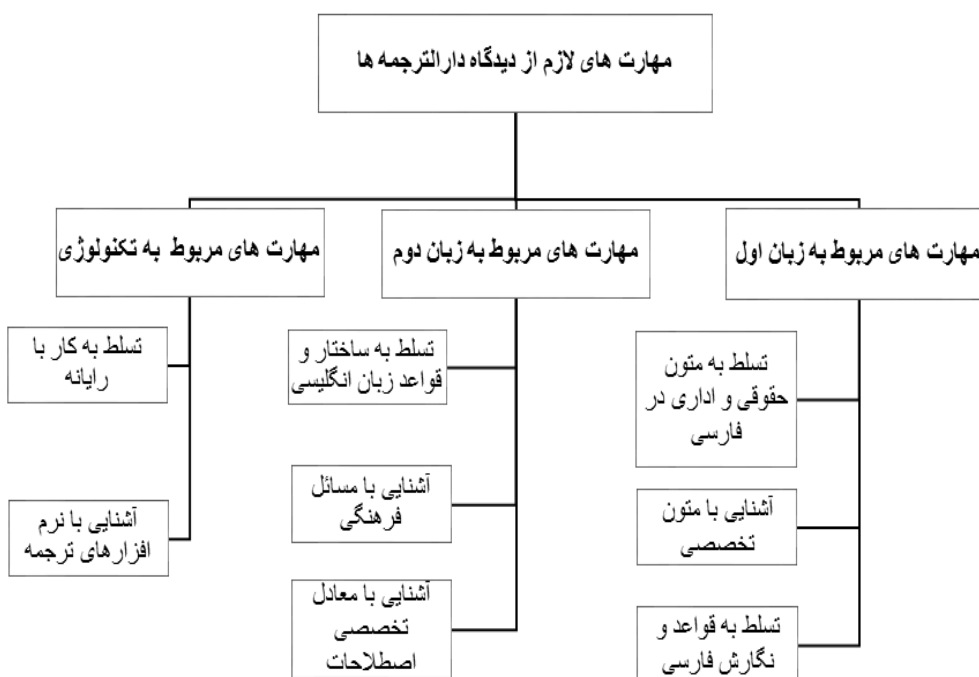 مهارت های لازم از دیدگاه دارالترجمه ها
مهارت های مربوط به زبان اول
مهارت های مربوط به زبان دوم
مهارت های مربوط به تکنولوژی
تسلط به متون
حقوقی و اداری در
فارسی
آشنایی با متون
تخصصی
تسلط به قواعد و
نگارش فارسی
تسلط به ساختار و
قواعد زبان انگلیسی
آشنایی با مسائل
فرهنگی
آشنایی با معادل
تخصصی
اصطلاحات
تسلط به کار با
رایانه
آشنایی با نرم
افزارهای ترجمه